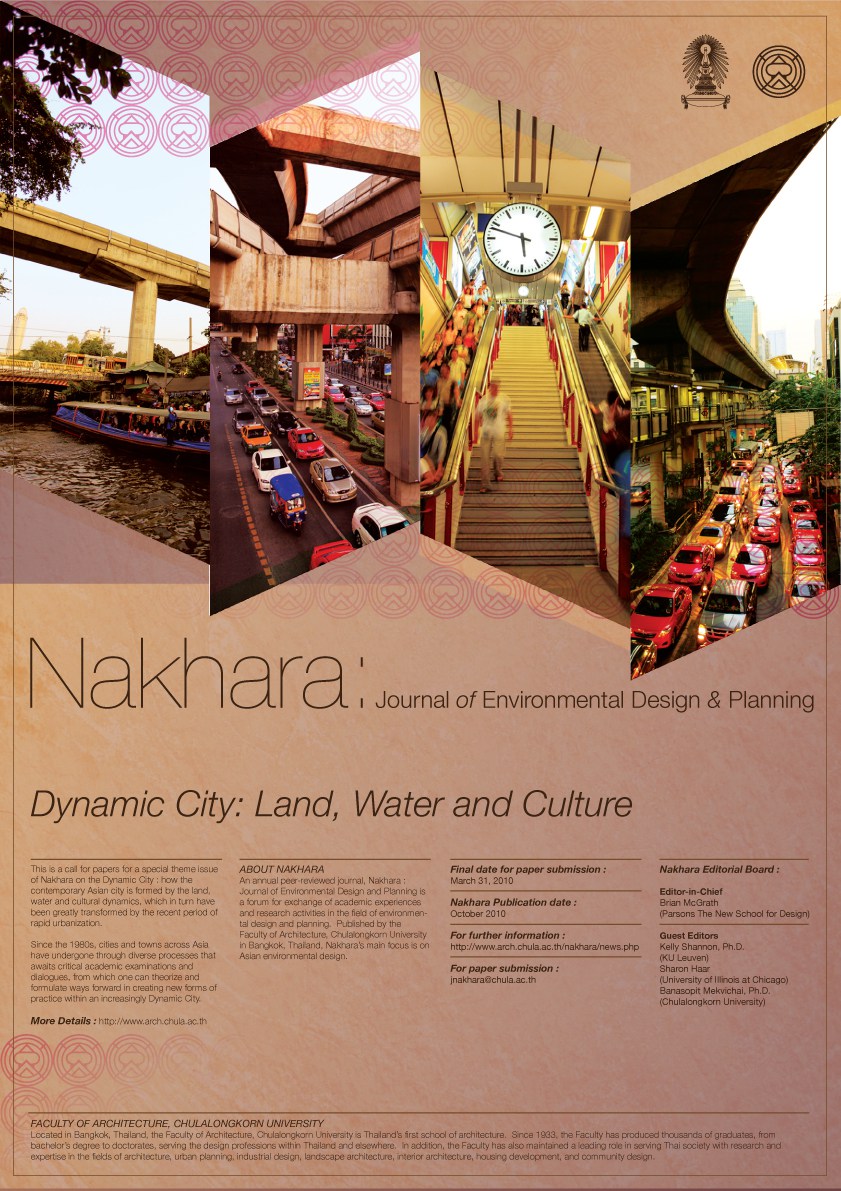 Nakhara: Journal of Environmental Design & Planning
Dynamic City: Land, Water and Culture
This is a call for papers for a special theme issue
of Nakhara on the Dynamic City : how the
contemporary Asian city is formed by the land,
water and cultural dynamics, which in turn have
been greatly transformed by the recent period of
rapid urbanization.
Since the 1980s, cities and towns across Asia
have undergone through diverse processes that
awaits critical academic examinations and
dialogues, from which one can theorize and
formulate ways forward in creating new forms of
practice within an increasingly Dynamic City.
More Details : http://www.arch.chula.ac.th
ABOUT NAKHARA
An annual peer-reviewed journal, Nakhara :
Journal of Environmental Design and Planning is
a forum for exchange of academic experiences
and research activities in the field of environmen-
tal design and planning. Published by the
Faculty of Architecture, Chulalongkorn University
in Bangkok, Thailand, Nakhara's main focus is on
Asian environmental design.
Final date for paper submission :
March 31, 2010
Nakhara Publication date :
October 2010
For further information :
http://www.arch.chula.ac.th/nakhara/news.php
For paper submission :
jnakhara@chula.ac.th
Nakhara Editorial Board :
Editor-in-Chief
Brian McGrath
(Parsons The New School for Design)
Guest Editors
Kelly Shannon, Ph.D.
(KU Leuven)
Sharon Haar
(University of Illinois at Chicago)
Banasopit Mekvichai, Ph.D.
(Chulalongkorn University)
FACULTY OF ARCHITECTURE, CHULALONGKORN UNIVERSITY
Located in Bangkok, Thailand, the Faculty of Architecture, Chulalongkorn University is Thailand's first school of architecture. Since 1933, the Faculty has produced thousands of graduates, from
bachelor's degree to doctorates, serving the design professions within Thailand and elsewhere. In addition, the Faculty has also maintained a leading role in serving Thai society with research and
expertise in the fields of architecture, urban planning, industrial design, landscape architecture, interior architecture, housing development, and community design.